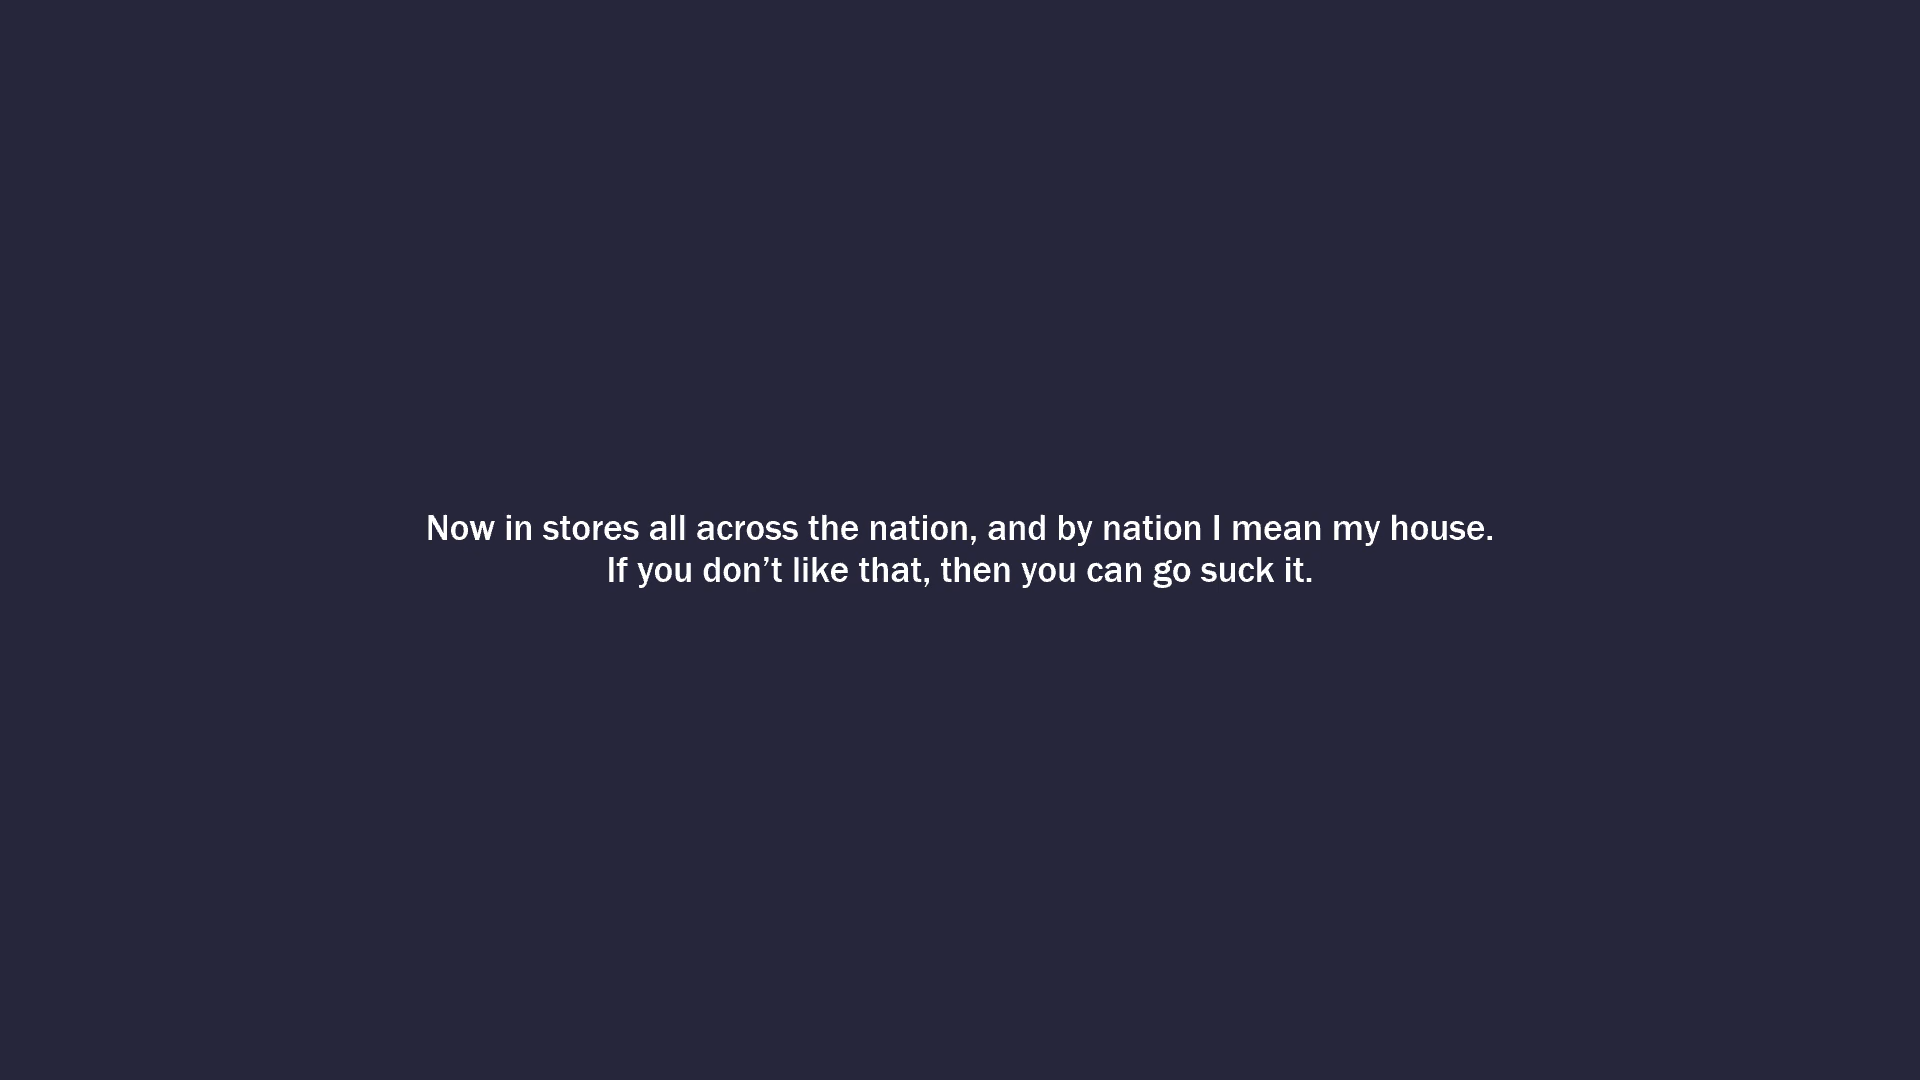 Now in stores all across the nation, and by nation I mean my house.
If you don’t like that, then you can go suck it.